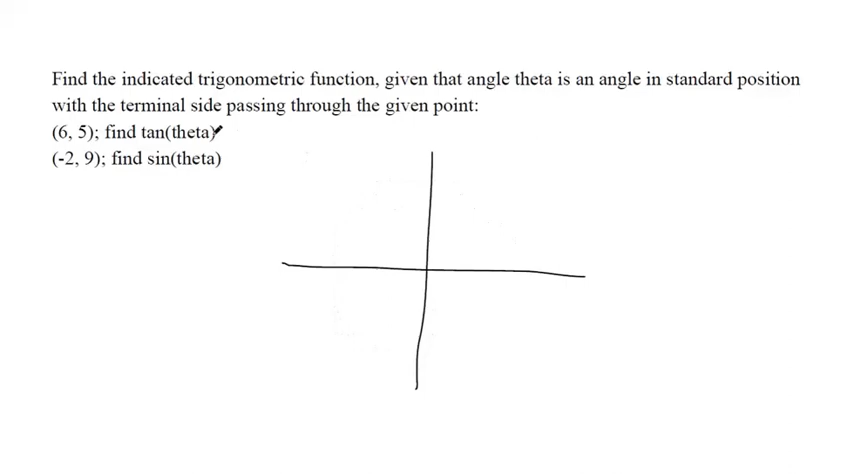 Find the indicated trigonometric function, given that angle theta is an angle in standard position
with the terminal side passing through the given point:
(6, 5); find tan(theta)
(-2, 9); find sin(theta)